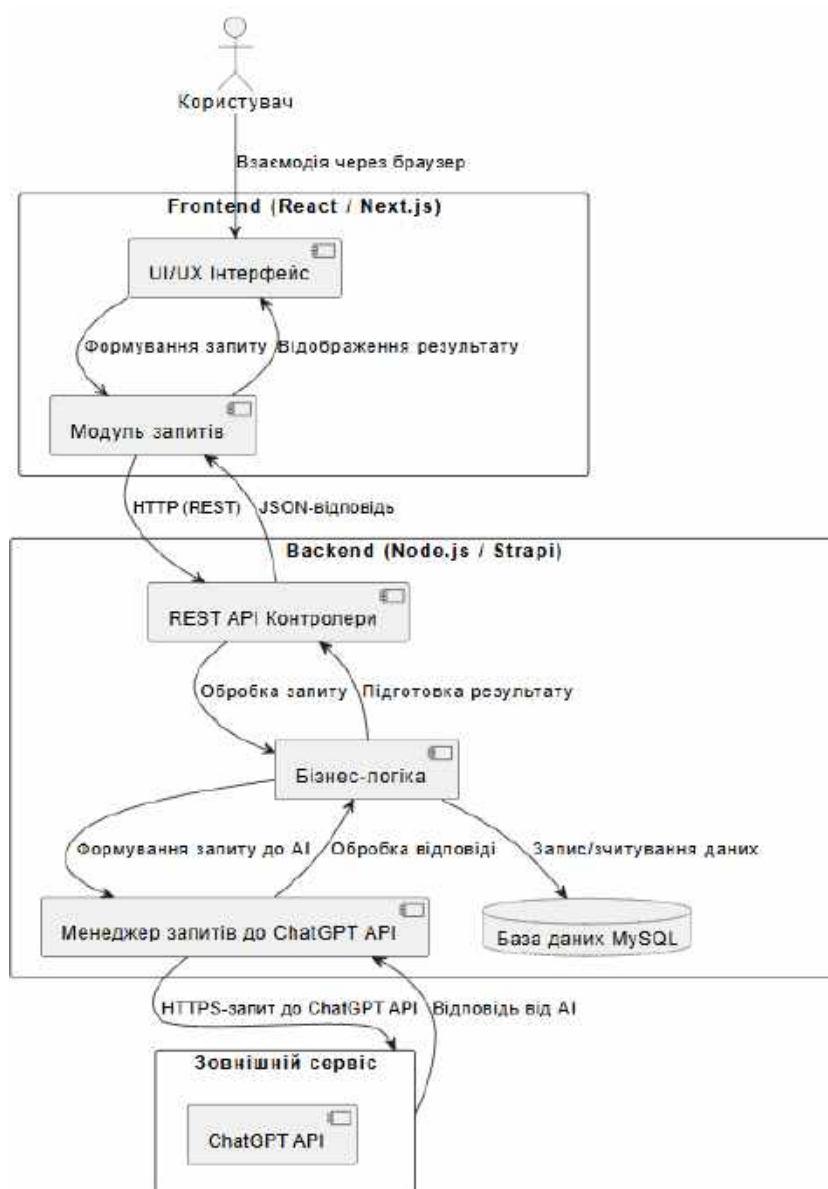 Користувач
Взаємодія через браузер
Frontend (React / Next.js)
UI/UX Інтерфейс
Формування запиту
Відображення результату
Модуль запитів
HTTP (REST)
JSON-відповідь
Backend (Node.js / Strapi)
REST API Контролери
Обробка запиту
Підготовка результату
Бізнес-логіка
Формування запиту до AI
Обробка відповіді
Запис/зчитування даних
Менеджер запитів до ChatGPT API
База даних MySQL
HTTPS-запит до ChatGPT API
Відповідь від AI
Зовнішній сервіс
ChatGPT API